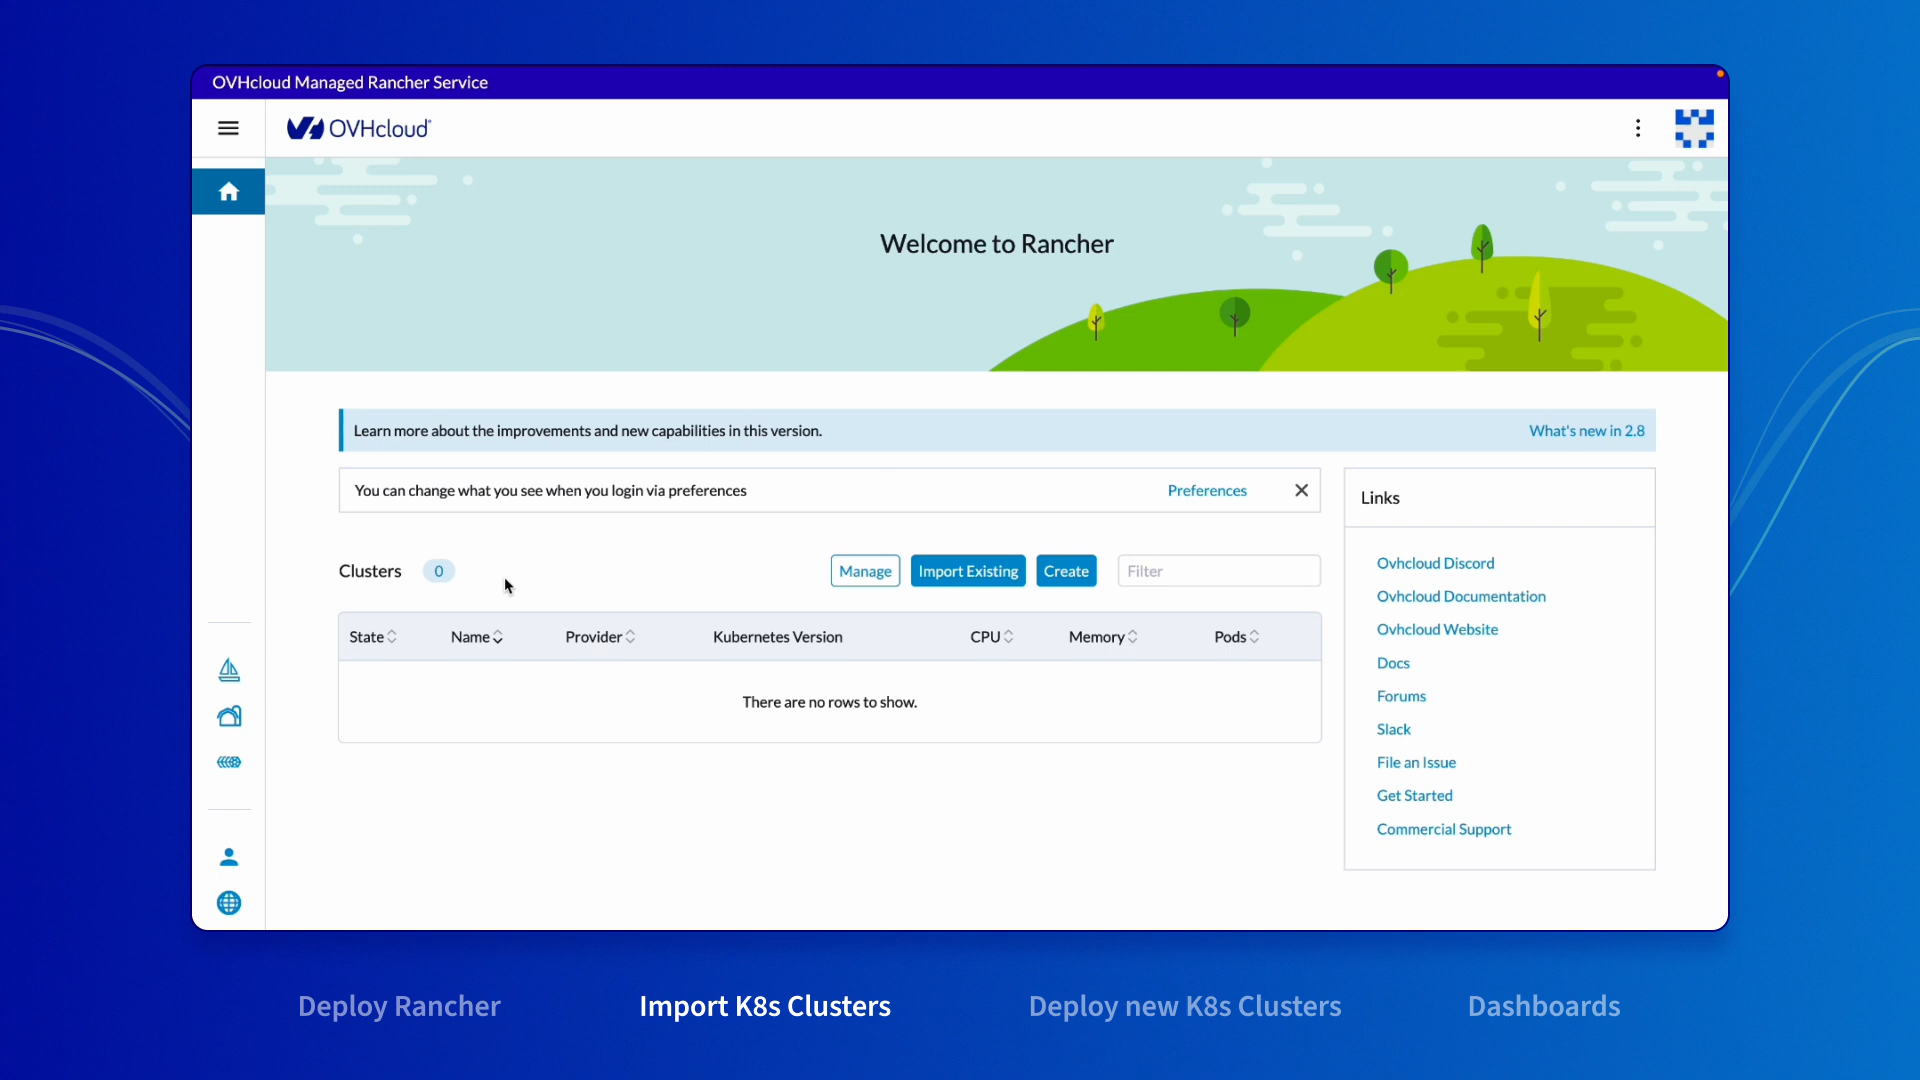 OVHcloud Managed Rancher Service
OVHcloud
Welcome to Rancher
Learn more about the improvements and new capabilities in this version.
What's new in 2.8
You can change what you see when you login via preferences
Preferences
Links
Ovhcloud Discord
Ovhcloud Documentation
Ovhcloud Website
Docs
Forums
Slack
File an Issue
Get Started
Commercial Support
Clusters 0
Manage
Import Existing
Create
Filter
State Name Provider Kubernetes Version CPU Memory Pods
There are no rows to show.
Deploy Rancher
Import K8s Clusters
Deploy new K8s Clusters
Dashboards